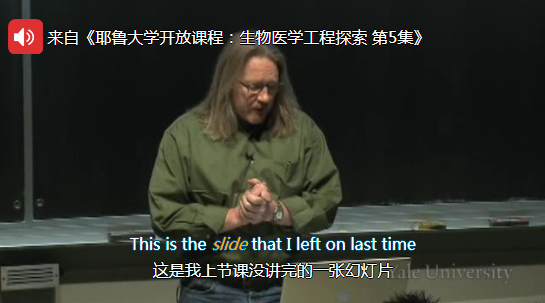 来自《耶鲁大学开放课程：生物医学工程探索 第5集》
This is the slide that I left on last time
这是我上节课没讲完的一张幻灯片
Yale University